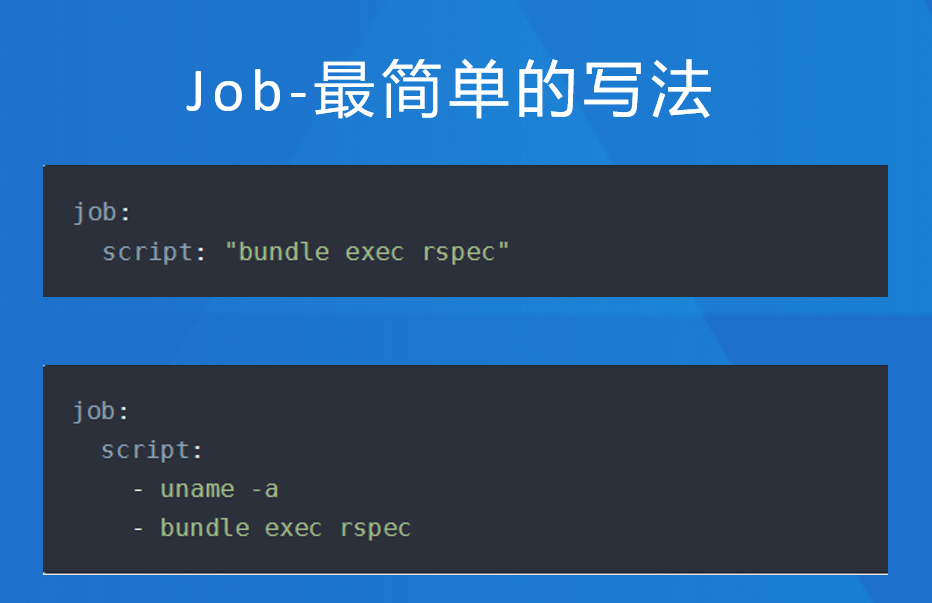 Job-最简单的写法
job:
  script: "bundle exec rspec"
job:
  script:
    - uname -a
    - bundle exec rspec